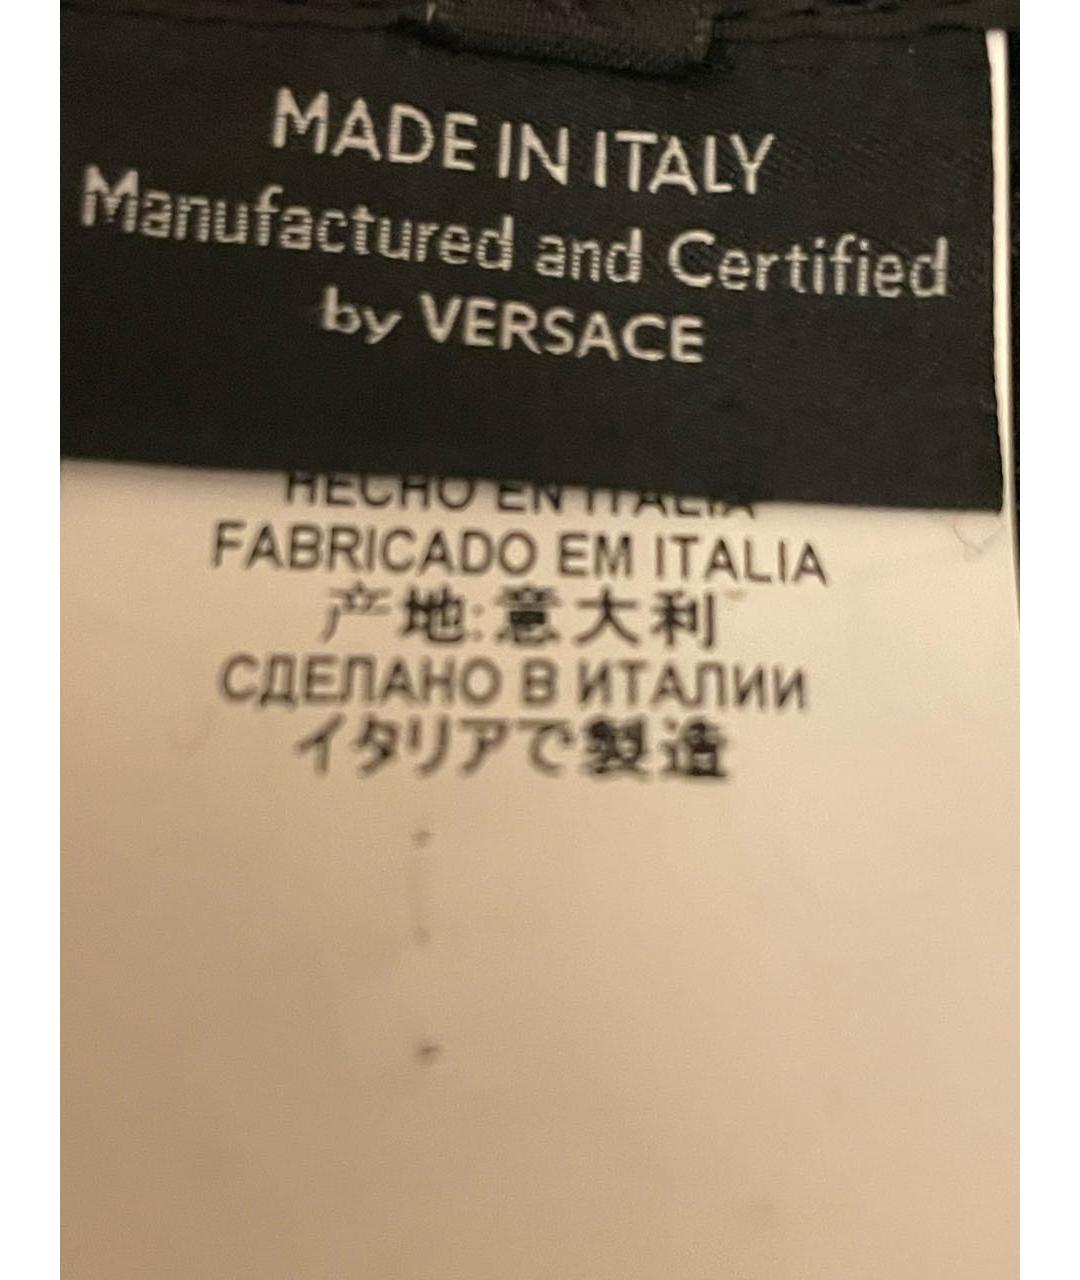 MADE IN ITALY
Manufactured and Certified
by VERSACE
HECHO EN ITALIA
FABRICADO EM ITALIA
产地:意大利
СДЕЛАНО В ИТАЛИИ
イタリアで製造